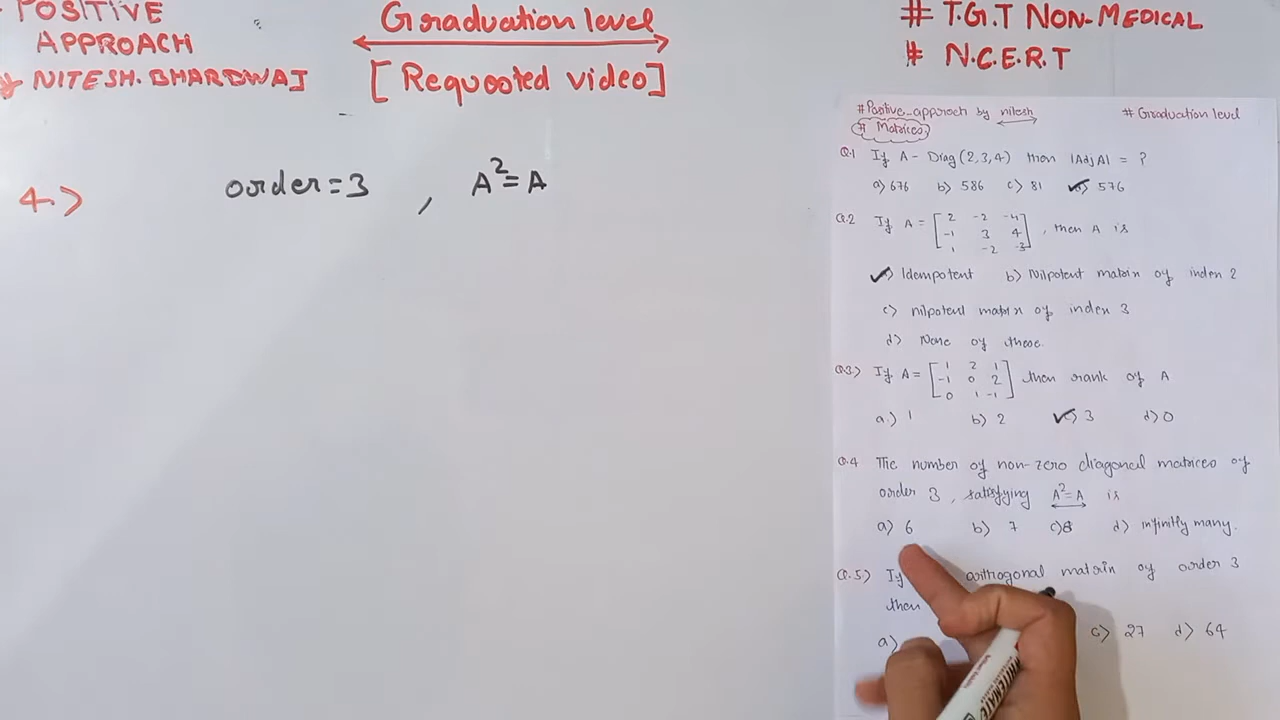 POSITIVE
APPROACH
NITESH.BHARDWAJ
Graduation level
[Requested video]
# T.G.T NON-MEDICAL
# N.C.E.R.T
4.>
order=3 , A²=A
#Positive_approch by nitesh
# Graduation level
# Matrices
Q.1 If A - Diag(2,3,4) then |AdjA| = ?
a) 676 b) 586 c) 81 d) 576
Q.2 If A = [ 2 -2 -4
-1 3 4
1 -2 -3 ] , then A is
Idempotent b) Nilpotent matrix of index 2
c) nilpotent matrix of index 3
d) None of these.
Q.3) If A = [ 1 2 1
-1 0 2
0 1 -1 ] then rank of A
a.) 1 b) 2 c) 3 d) 0
Q.4 The number of non-zero diagonal matrices of
order 3 , satisfying A²=A is
a) 6 b) 7 c) 8 d) infinitly many.
Q.5) If orthogonal matrix of order 3
then
a) c) 27 d) 64